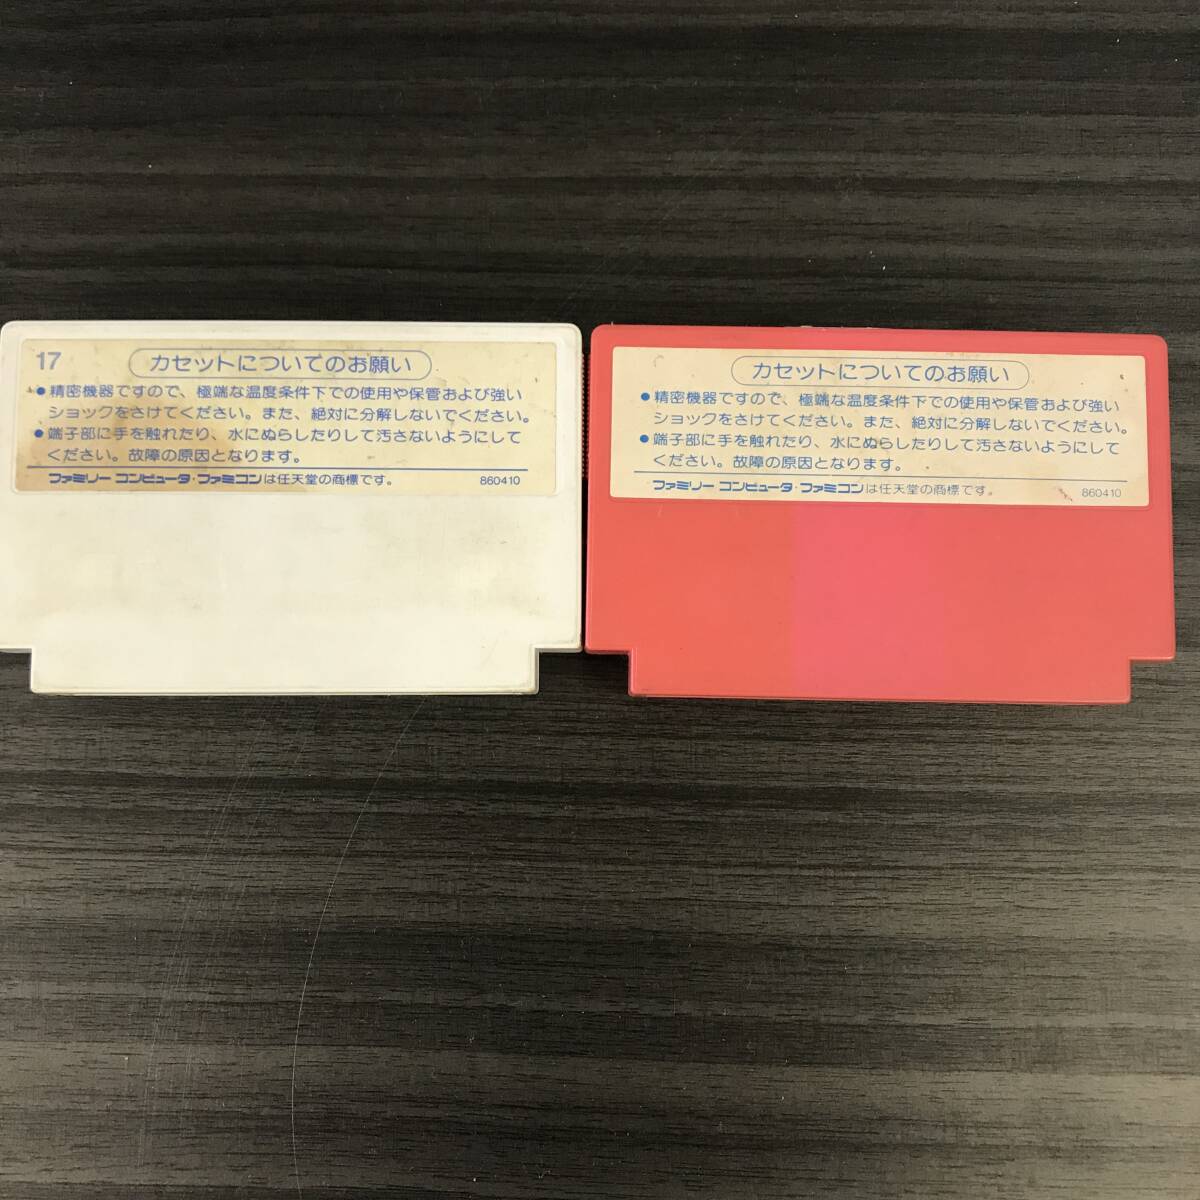 17
カセットについてのお願い
●精密機器ですので、極端な温度条件下での使用や保管および強い
ショックをさけてください。また、絶対に分解しないでください。
●端子部に手を触れたり、水にぬらしたりして汚さないようにして
ください。故障の原因となります。
ファミリー コンピュータ・ファミコンは任天堂の商標です。 860410
カセットについてのお願い
●精密機器ですので、極端な温度条件下での使用や保管および強い
ショックをさけてください。また、絶対に分解しないでください。
●端子部に手を触れたり、水にぬらしたりして汚さないようにして
ください。故障の原因となります。
ファミリー コンピュータ・ファミコンは任天堂の商標です。 860410